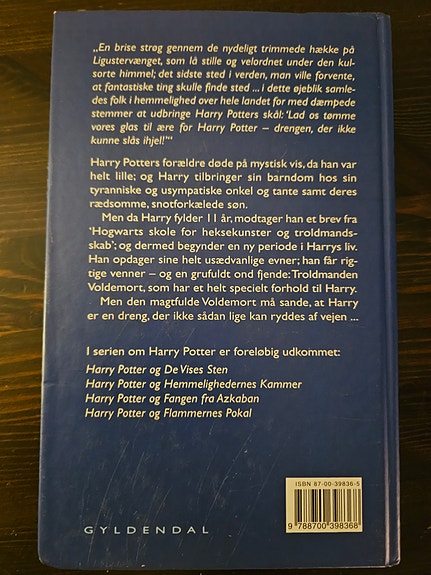 „En brise strøg gennem de nydeligt trimmede hække på
Ligustervænget, som lå stille og velordnet under den kul-
sorte himmel; det sidste sted i verden, man ville forvente,
at fantastiske ting skulle finde sted ... i dette øjeblik samle-
des folk i hemmelighed over hele landet for med dæmpede
stemmer at udbringe Harry Potters skål: ‘Lad os tømme
vores glas til ære for Harry Potter – drengen, der ikke
kunne slås ihjel!’“
Harry Potters forældre døde på mystisk vis, da han var
helt lille; og Harry tilbringer sin barndom hos sin
tyranniske og usympatiske onkel og tante samt deres
rædsomme, snotforkælede søn.
Men da Harry fylder 11 år, modtager han et brev fra
‘Hogwarts skole for heksekunster og troldmands-
skab’; og dermed begynder en ny periode i Harrys liv.
Han opdager sine helt usædvanlige evner; han får rig-
tige venner – og en grufuldt ond fjende: Troldmanden
Voldemort, som har et helt specielt forhold til Harry.
Men den magtfulde Voldemort må sande, at Harry
er en dreng, der ikke sådan lige kan ryddes af vejen ...
I serien om Harry Potter er foreløbig udkommet:
Harry Potter og De Vises Sten
Harry Potter og Hemmelighedernes Kammer
Harry Potter og Fangen fra Azkaban
Harry Potter og Flammernes Pokal
ISBN 87-00-39836-5
9 788700 398368
GYLDENDAL